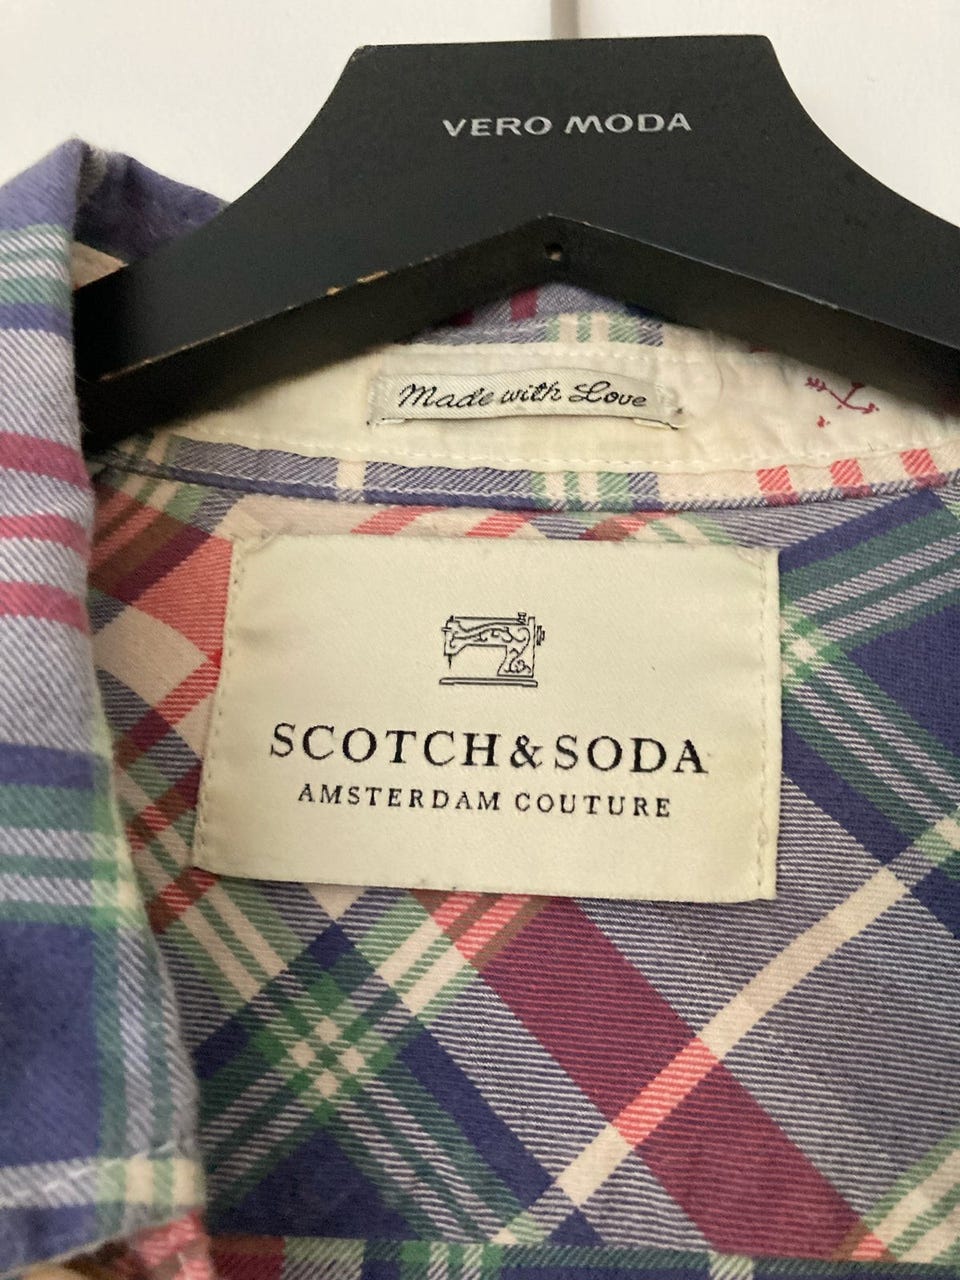 VERO MODA
Made with Love
SCOTCH & SODA
AMSTERDAM COUTURE